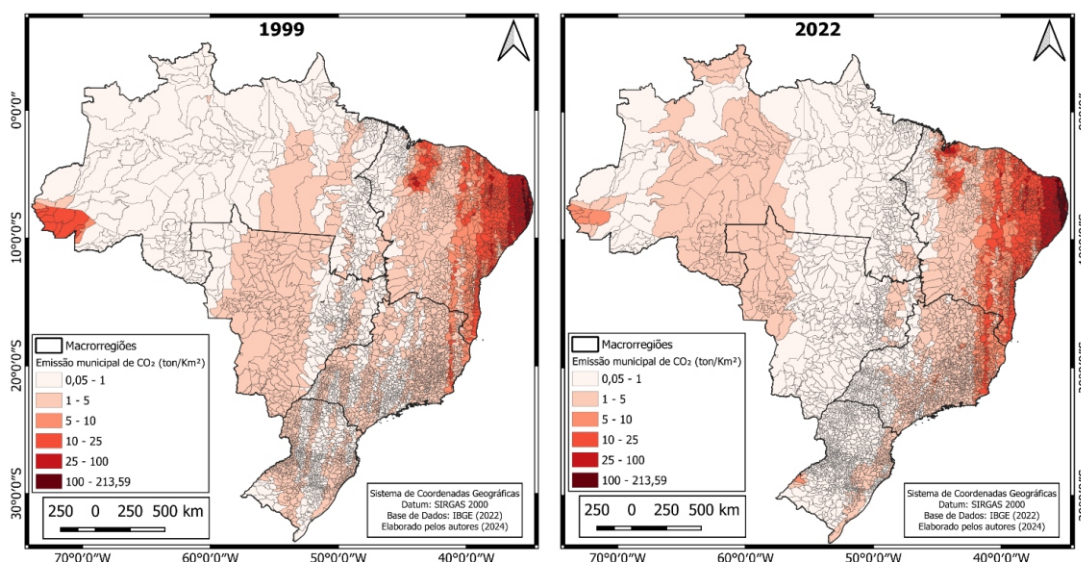 1999
0°0'0"
10°0'0"S
20°0'0"S
30°0'0"S
Macrorregiões
Emissão municipal de CO₂ (ton/Km²)
0,05 - 1
1 - 5
5 - 10
10 - 25
25 - 100
100 - 213,59
250 0 250 500 km
Sistema de Coordenadas Geográficas
Datum: SIRGAS 2000
Base de Dados: IBGE (2022)
Elaborado pelos autores (2024)
70°0'0"W 60°0'0"W 50°0'0"W 40°0'0"W
2022
Macrorregiões
Emissão municipal de CO₂ (ton/Km²)
0,05 - 1
1 - 5
5 - 10
10 - 25
25 - 100
100 - 213,59
250 0 250 500 km
Sistema de Coordenadas Geográficas
Datum: SIRGAS 2000
Base de Dados: IBGE (2022)
Elaborado pelos autores (2024)
70°0'0"W 60°0'0"W 50°0'0"W 40°0'0"W